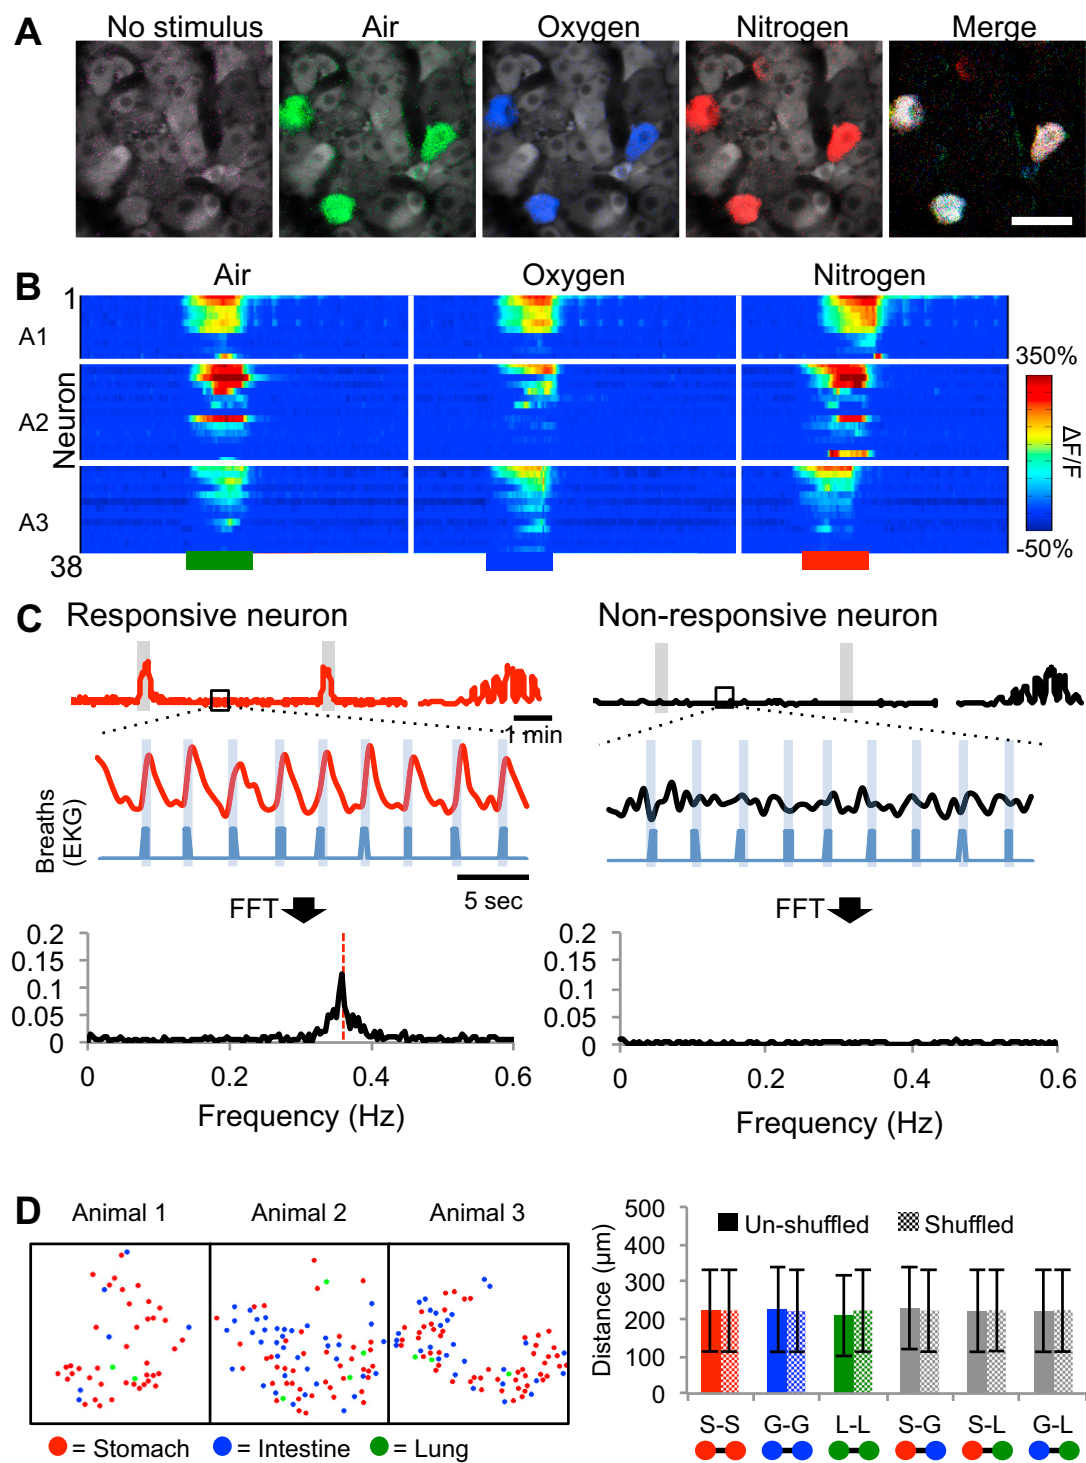 A
No stimulus Air Oxygen Nitrogen Merge
B
Air Oxygen Nitrogen
1
A1
A2
A3
38
Neuron
350%
-50%
ΔF/F
C
Responsive neuron Non-responsive neuron
1 min
Breaths
(EKG)
5 sec
FFT FFT
0.2 0.2
0.15 0.15
0.1 0.1
0.05 0.05
0 0
0 0.2 0.4 0.6 0 0.2 0.4 0.6
Frequency (Hz) Frequency (Hz)
D
Animal 1 Animal 2 Animal 3
= Stomach = Intestine = Lung
Distance (µm)
500
400
300
200
100
0
Un-shuffled Shuffled
S-S G-G L-L S-G S-L G-L